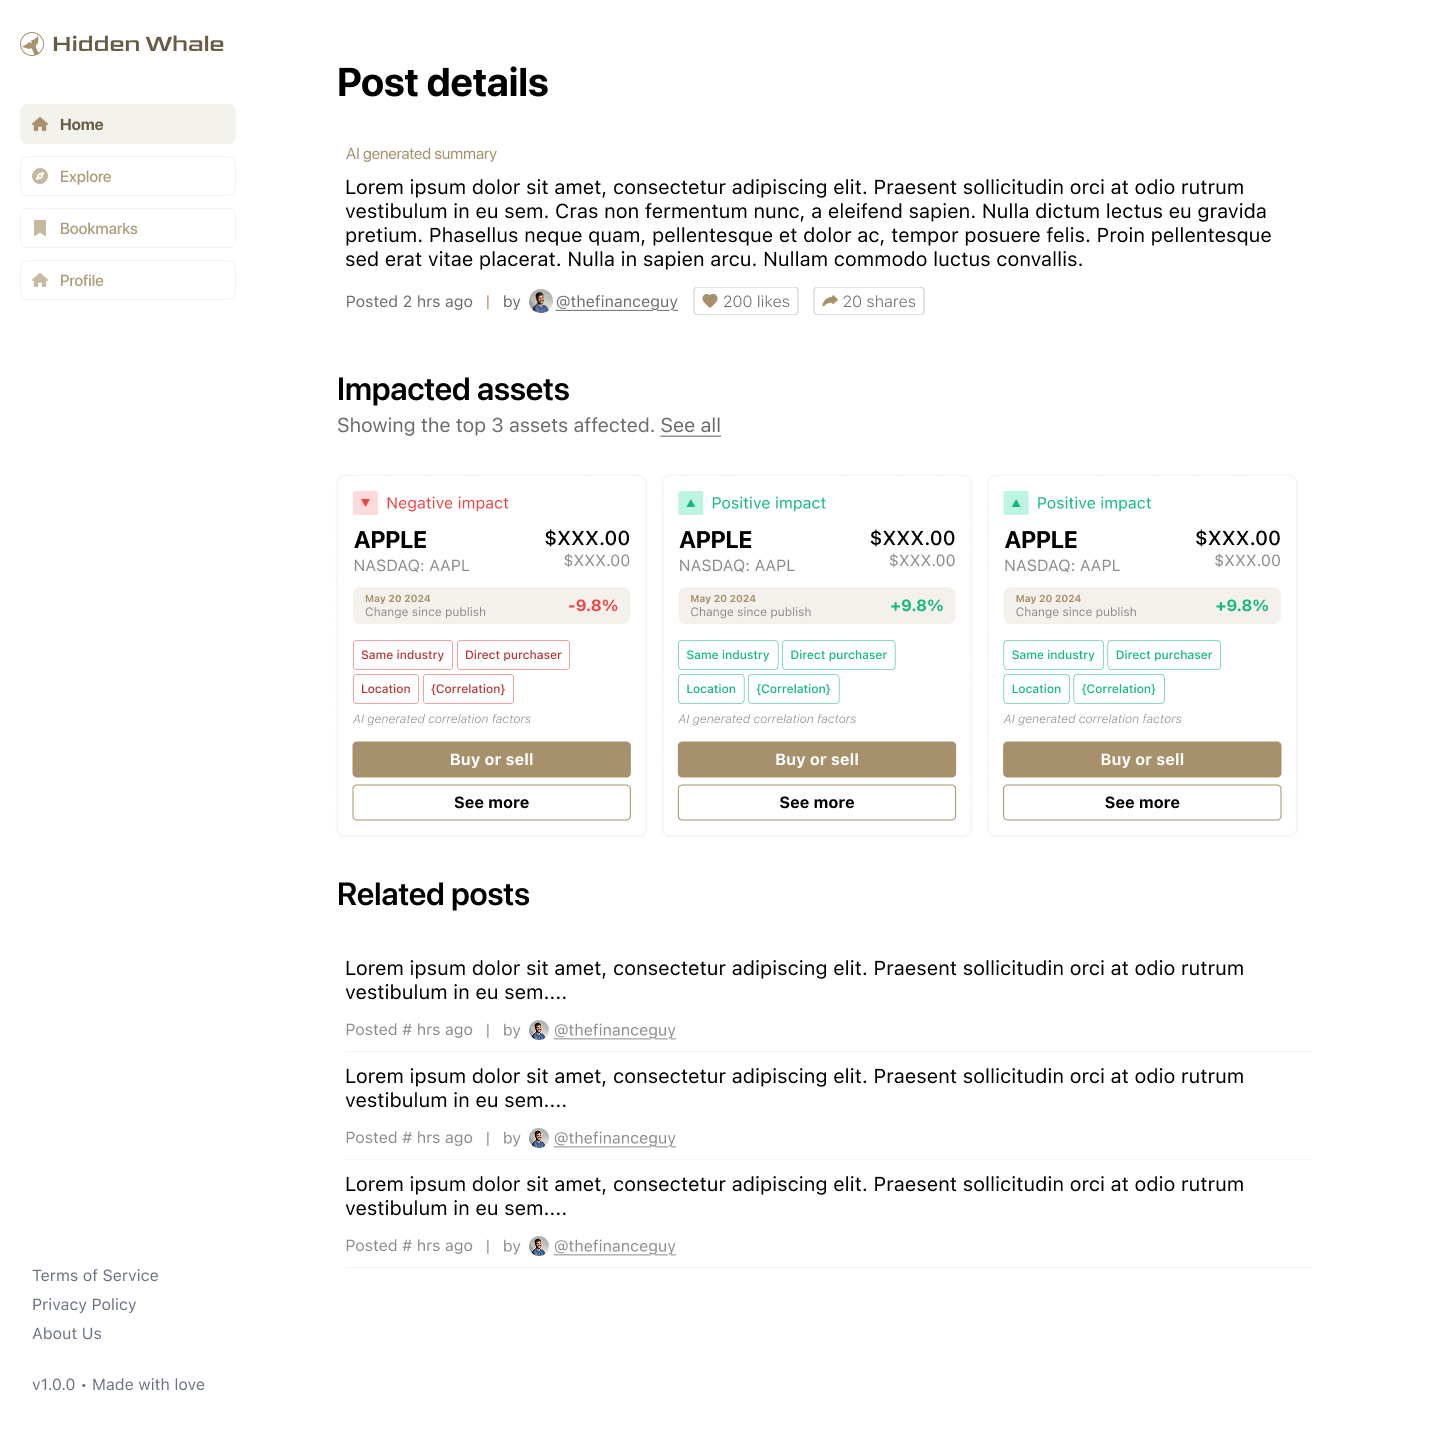 Hidden Whale
Home
Explore
Bookmarks
Profile
Post details
AI generated summary
Lorem ipsum dolor sit amet, consectetur adipiscing elit. Praesent sollicitudin orci at odio rutrum
vestibulum in eu sem. Cras non fermentum nunc, a eleifend sapien. Nulla dictum lectus eu gravida
pretium. Phasellus neque quam, pellentesque et dolor ac, tempor posuere felis. Proin pellentesque
sed erat vitae placerat. Nulla in sapien arcu. Nullam commodo luctus convallis.
Posted 2 hrs ago | by @thefinanceguy 200 likes 20 shares
Impacted assets
Showing the top 3 assets affected. See all
Negative impact
APPLE $XXX.00
NASDAQ: AAPL $XXX.00
May 20 2024
Change since publish -9.8%
Same industry Direct purchaser
Location {Correlation}
AI generated correlation factors
Buy or sell
See more
Positive impact
APPLE $XXX.00
NASDAQ: AAPL $XXX.00
May 20 2024
Change since publish +9.8%
Same industry Direct purchaser
Location {Correlation}
AI generated correlation factors
Buy or sell
See more
Positive impact
APPLE $XXX.00
NASDAQ: AAPL $XXX.00
May 20 2024
Change since publish +9.8%
Same industry Direct purchaser
Location {Correlation}
AI generated correlation factors
Buy or sell
See more
Related posts
Lorem ipsum dolor sit amet, consectetur adipiscing elit. Praesent sollicitudin orci at odio rutrum
vestibulum in eu sem....
Posted # hrs ago | by @thefinanceguy
Lorem ipsum dolor sit amet, consectetur adipiscing elit. Praesent sollicitudin orci at odio rutrum
vestibulum in eu sem....
Posted # hrs ago | by @thefinanceguy
Lorem ipsum dolor sit amet, consectetur adipiscing elit. Praesent sollicitudin orci at odio rutrum
vestibulum in eu sem....
Posted # hrs ago | by @thefinanceguy
Terms of Service
Privacy Policy
About Us
v1.0.0 • Made with love